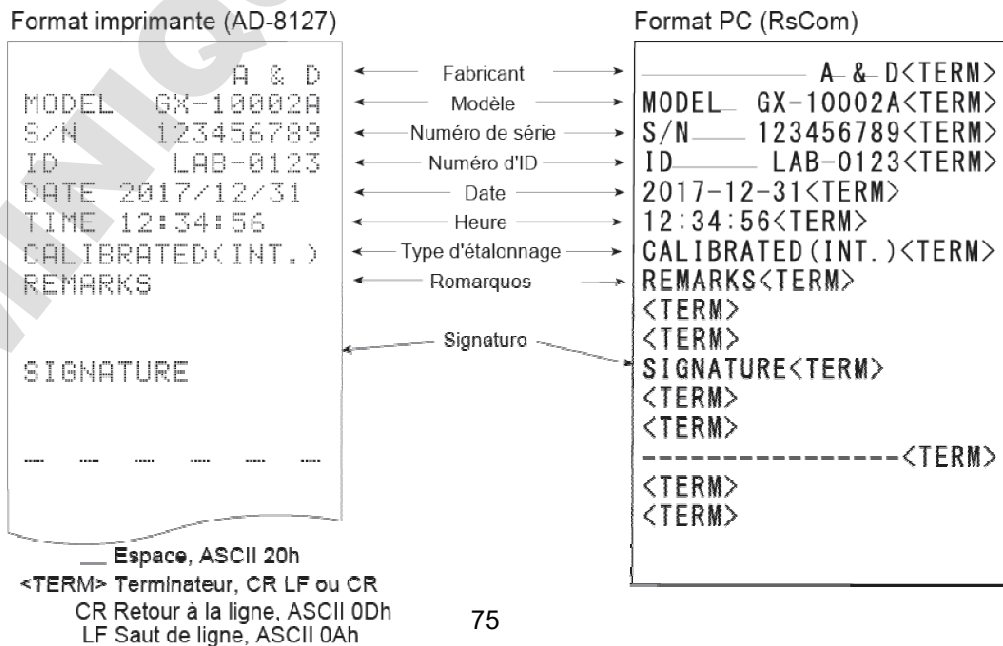 Format imprimante (AD-8127)
A & D
MODEL GX-10002A
S/N 123456789
ID LAB-0123
DATE 2017/12/31
TIME 12:34:56
CALIBRATED(INT.)
REMARKS
SIGNATURE
Fabricant
Modèle
Numéro de série
Numéro d'ID
Date
Heure
Type d'étalonnage
Romarquos
Signaturo
Format PC (RsCom)
A & D<TERM>
MODEL GX-10002A<TERM>
S/N 123456789<TERM>
ID LAB-0123<TERM>
2017-12-31<TERM>
12:34:56<TERM>
CALIBRATED(INT.)<TERM>
REMARKS<TERM>
<TERM>
<TERM>
SIGNATURE<TERM>
<TERM>
<TERM>
----------------<TERM>
<TERM>
<TERM>
__ Espace, ASCII 20h
<TERM> Terminateur, CR LF ou CR
CR Retour à la ligne, ASCII 0Dh
LF Saut de ligne, ASCII 0Ah
75